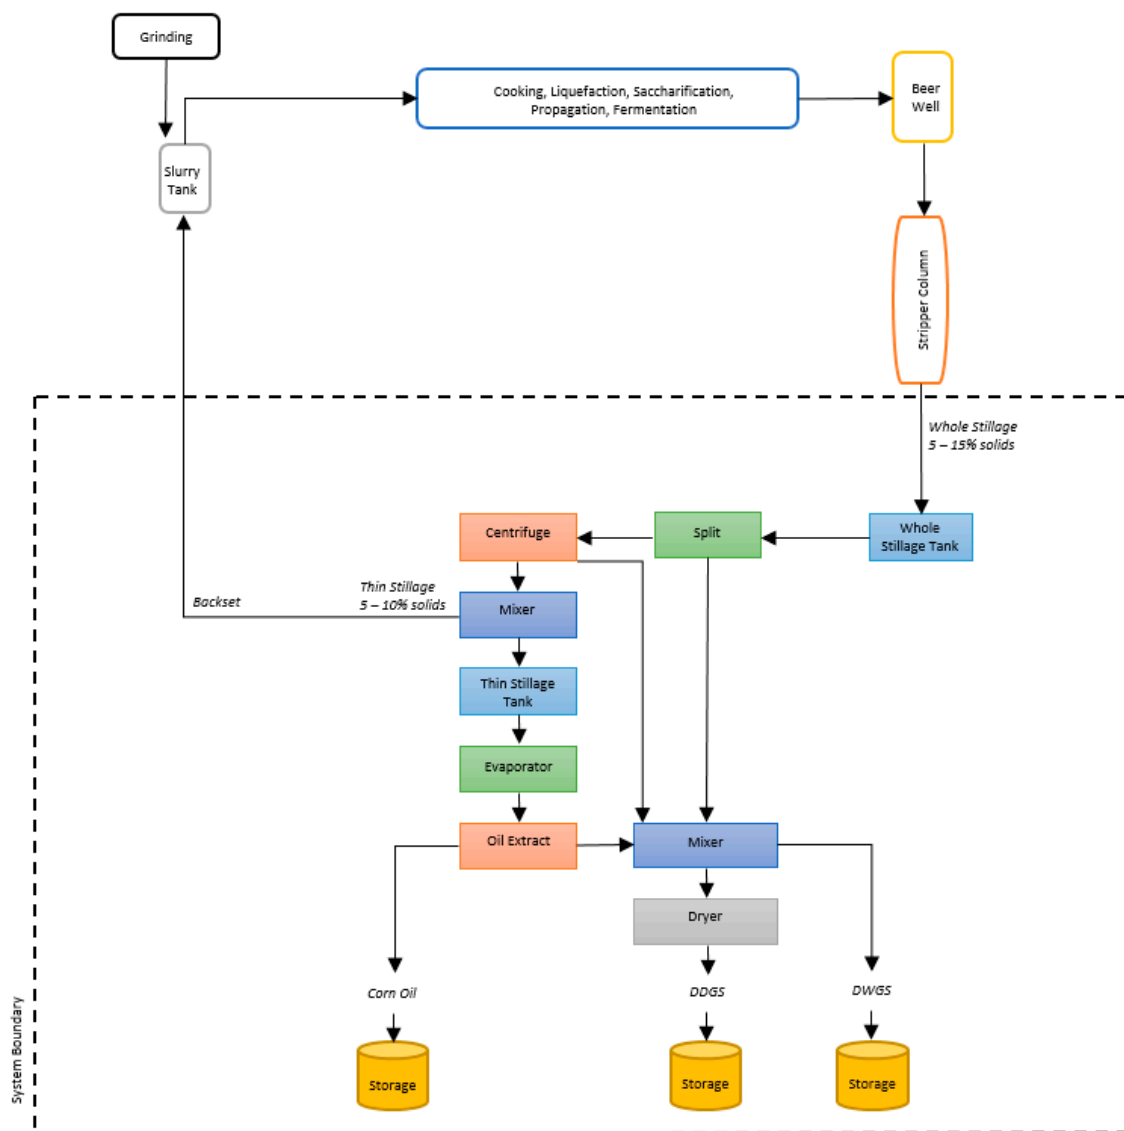 Grinding
Cooking, Liquefaction, Saccharification,
Propagation, Fermentation
Beer
Well
Slurry
Tank
Stripper Column
Whole Stillage
5 – 15% solids
Centrifuge
Split
Whole
Stillage Tank
Thin Stillage
5 – 10% solids
Backset
Mixer
Thin Stillage
Tank
Evaporator
Oil Extract
Mixer
Dryer
Corn Oil
DDGS
DWGS
System Boundary
Storage
Storage
Storage